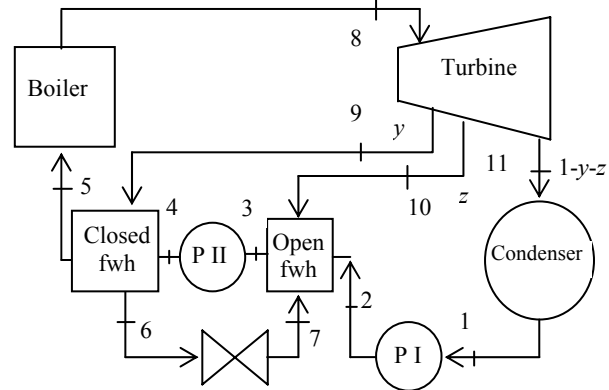 8
Turbine
Boiler
9
y
11
1-y-z
10
z
5
4
3
Closed
fwh
P II
Open
fwh
Condenser
6
7
2
1
P I